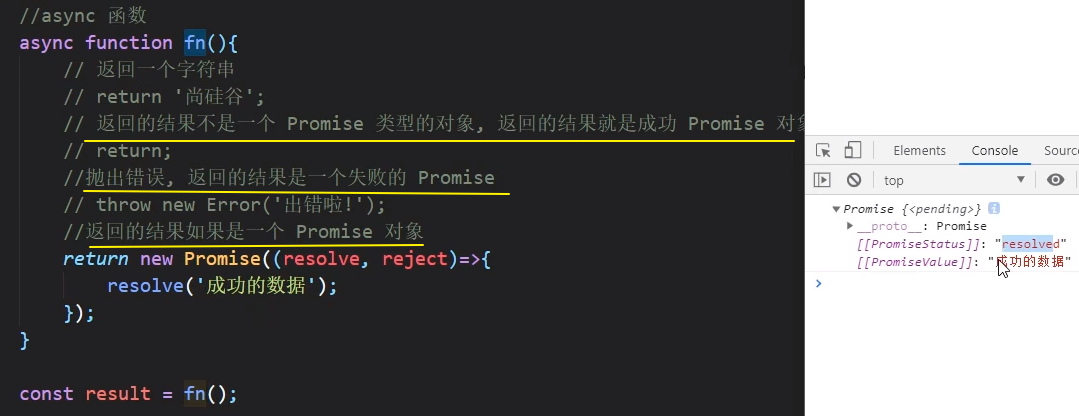 //async 函数
async function fn(){
// 返回一个字符串
// return '尚硅谷';
// 返回的结果不是一个 Promise 类型的对象, 返回的结果就是成功 Promise 对
// return;
//抛出错误, 返回的结果是一个失败的 Promise
// throw new Error('出错啦!');
//返回的结果如果是一个 Promise 对象
return new Promise((resolve, reject)=>{
resolve('成功的数据');
});
}
const result = fn();
Elements Console Sourc
top
Promise {<pending>} i
__proto__: Promise
[[PromiseStatus]]: "resolved"
[[PromiseValue]]: "成功的数据"